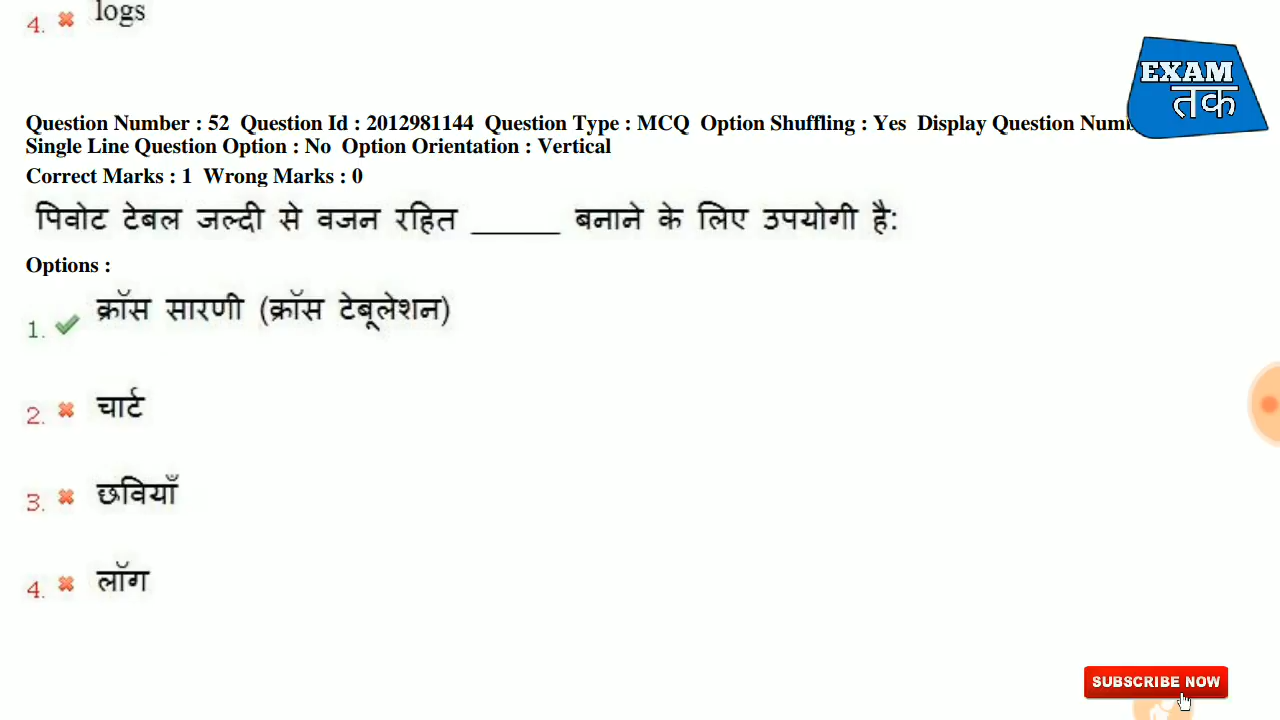 4. logs
EXAM
तक
Question Number : 52 Question Id : 2012981144 Question Type : MCQ Option Shuffling : Yes Display Question
Single Line Question Option : No Option Orientation : Vertical
Correct Marks : 1 Wrong Marks : 0
पिवोट टेबल जल्दी से वजन रहित ______ बनाने के लिए उपयोगी है:
Options :
1. क्रॉस सारणी (क्रॉस टेबूलेशन)
2. चार्ट
3. छवियाँ
4. लॉग
SUBSCRIBE NOW